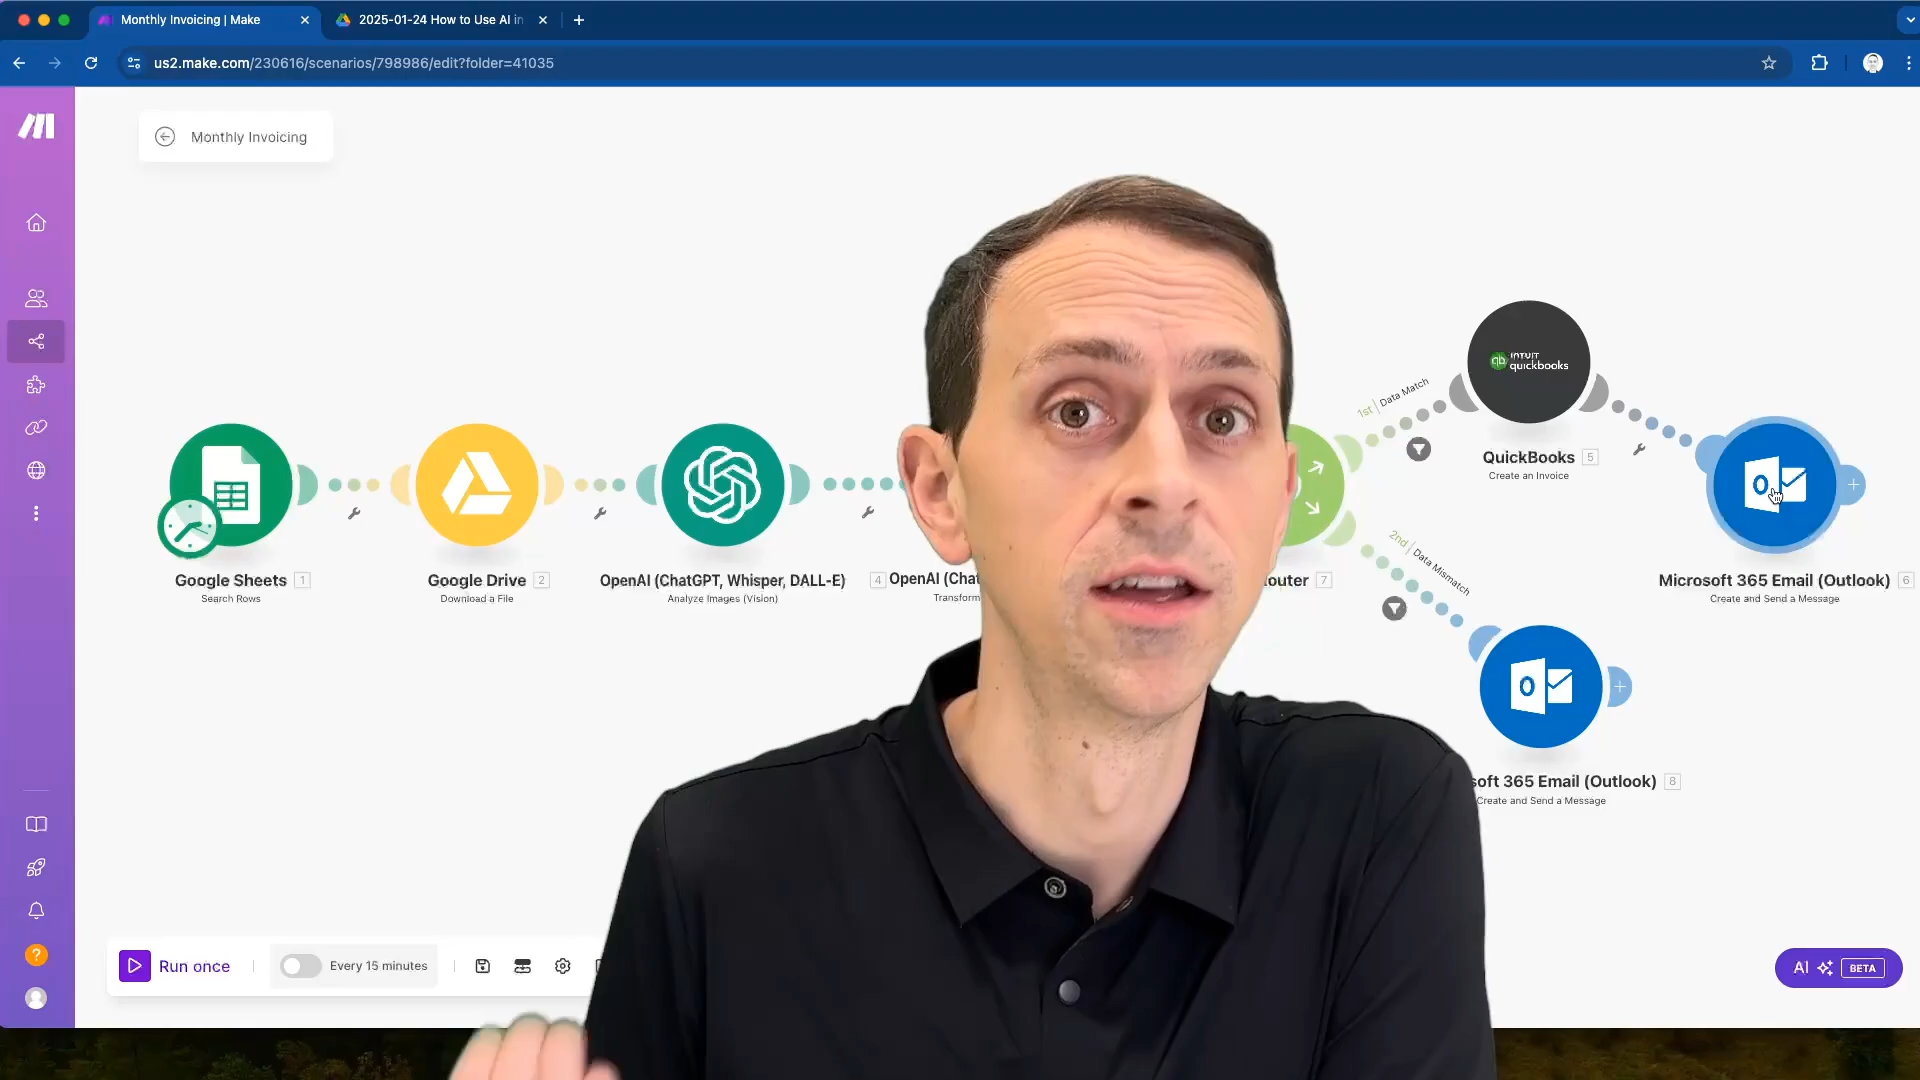 Monthly Invoicing | Make
2025-01-24 How to Use AI in
us2.make.com/230616/scenarios/798986/edit?folder=41035
Monthly Invoicing
1st | Data Match
INTUIT
qb quickbooks
QuickBooks 5
Create an Invoice
Google Sheets 1
Search Rows
Google Drive 2
Download a File
OpenAI (ChatGPT, Whisper, DALL-E) 4
Analyze Images (Vision)
OpenAI (Chat
Transform
outer 7
2nd | Data Mismatch
Microsoft 365 Email (Outlook) 6
Create and Send a Message
soft 365 Email (Outlook) 8
Create and Send a Message
Run once
Every 15 minutes
AI BETA